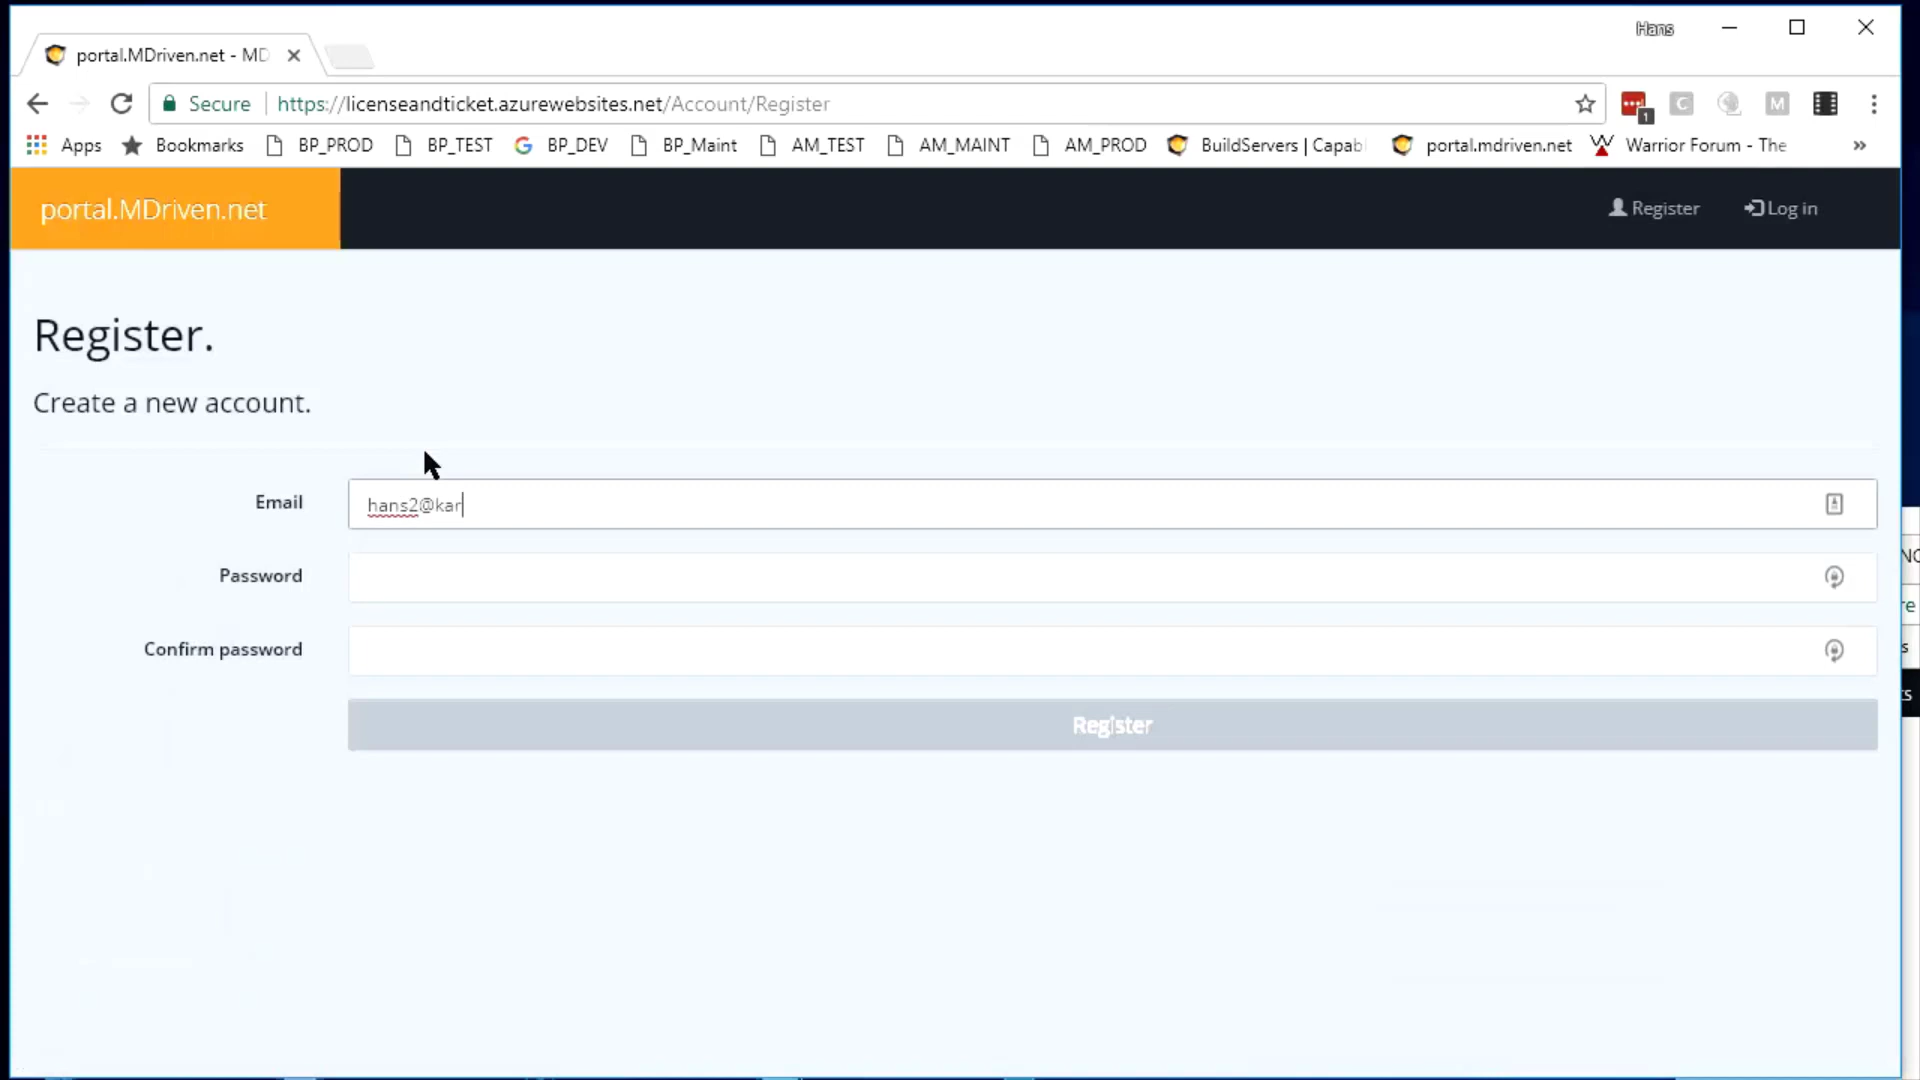 Hans
portal.MDriven.net - MD
Secure https://licenseandticket.azurewebsites.net/Account/Register
1 C M
Apps Bookmarks BP_PROD BP_TEST BP_DEV BP_Maint AM_TEST AM_MAINT AM_PROD BuildServers | Capab portal.mdriven.net Warrior Forum - The »
portal.MDriven.net Register Log in
Register.
Create a new account.
Email hans2@kar
Password
Confirm password
Register